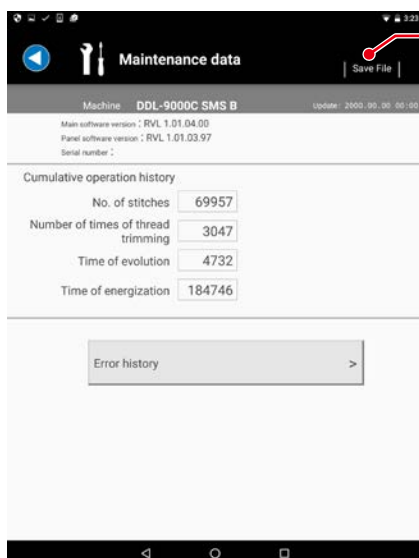 3:23
Maintenance data
Save File
Machine DDL-9000C SMS B Update: 2000.00.00 00:00
Main software version : RVL 1.01.04.00
Panel software version : RVL 1.01.03.97
Serial number :
Cumulative operation history
No. of stitches 69957
Number of times of thread
trimming 3047
Time of evolution 4732
Time of energization 184746
Error history >